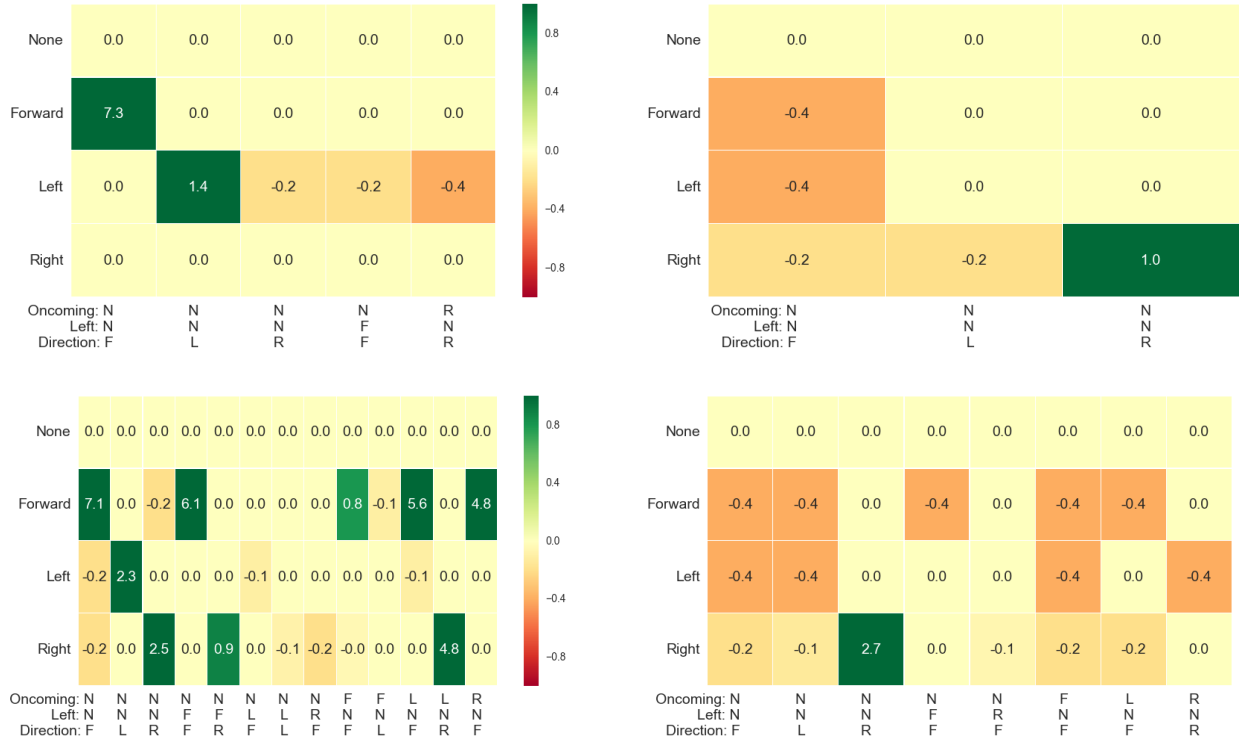 None 0.0 0.0 0.0 0.0 0.0
Forward 7.3 0.0 0.0 0.0 0.0
Left 0.0 1.4 -0.2 -0.2 -0.4
Right 0.0 0.0 0.0 0.0 0.0
Oncoming: N N N N R
Left: N N N F N
Direction: F L R F R
0.8
0.4
0.0
−0.4
−0.8
None 0.0 0.0 0.0
Forward -0.4 0.0 0.0
Left -0.4 0.0 0.0
Right -0.2 -0.2 1.0
Oncoming: N N N
Left: N N N
Direction: F L R
None 0.0 0.0 0.0 0.0 0.0 0.0 0.0 0.0 0.0 0.0 0.0 0.0 0.0
Forward 7.1 0.0 -0.2 6.1 0.0 0.0 0.0 0.0 0.8 -0.1 5.6 0.0 4.8
Left -0.2 2.3 0.0 0.0 0.0 -0.1 0.0 0.0 0.0 0.0 -0.1 0.0 0.0
Right -0.2 0.0 2.5 0.0 0.9 0.0 -0.1 -0.2 -0.0 0.0 0.0 4.8 0.0
Oncoming: N N N N N N N N F F L L R
Left: N N N F F L L R N N N N N
Direction: F L R F R F L F F L F R F
0.8
0.4
0.0
−0.4
−0.8
None 0.0 0.0 0.0 0.0 0.0 0.0 0.0 0.0
Forward -0.4 -0.4 0.0 -0.4 0.0 -0.4 -0.4 0.0
Left -0.4 -0.4 0.0 0.0 0.0 -0.4 0.0 -0.4
Right -0.2 -0.1 2.7 0.0 -0.1 -0.2 -0.2 0.0
Oncoming: N N N N N F L R
Left: N N N F R N N N
Direction: F L R F F F F F